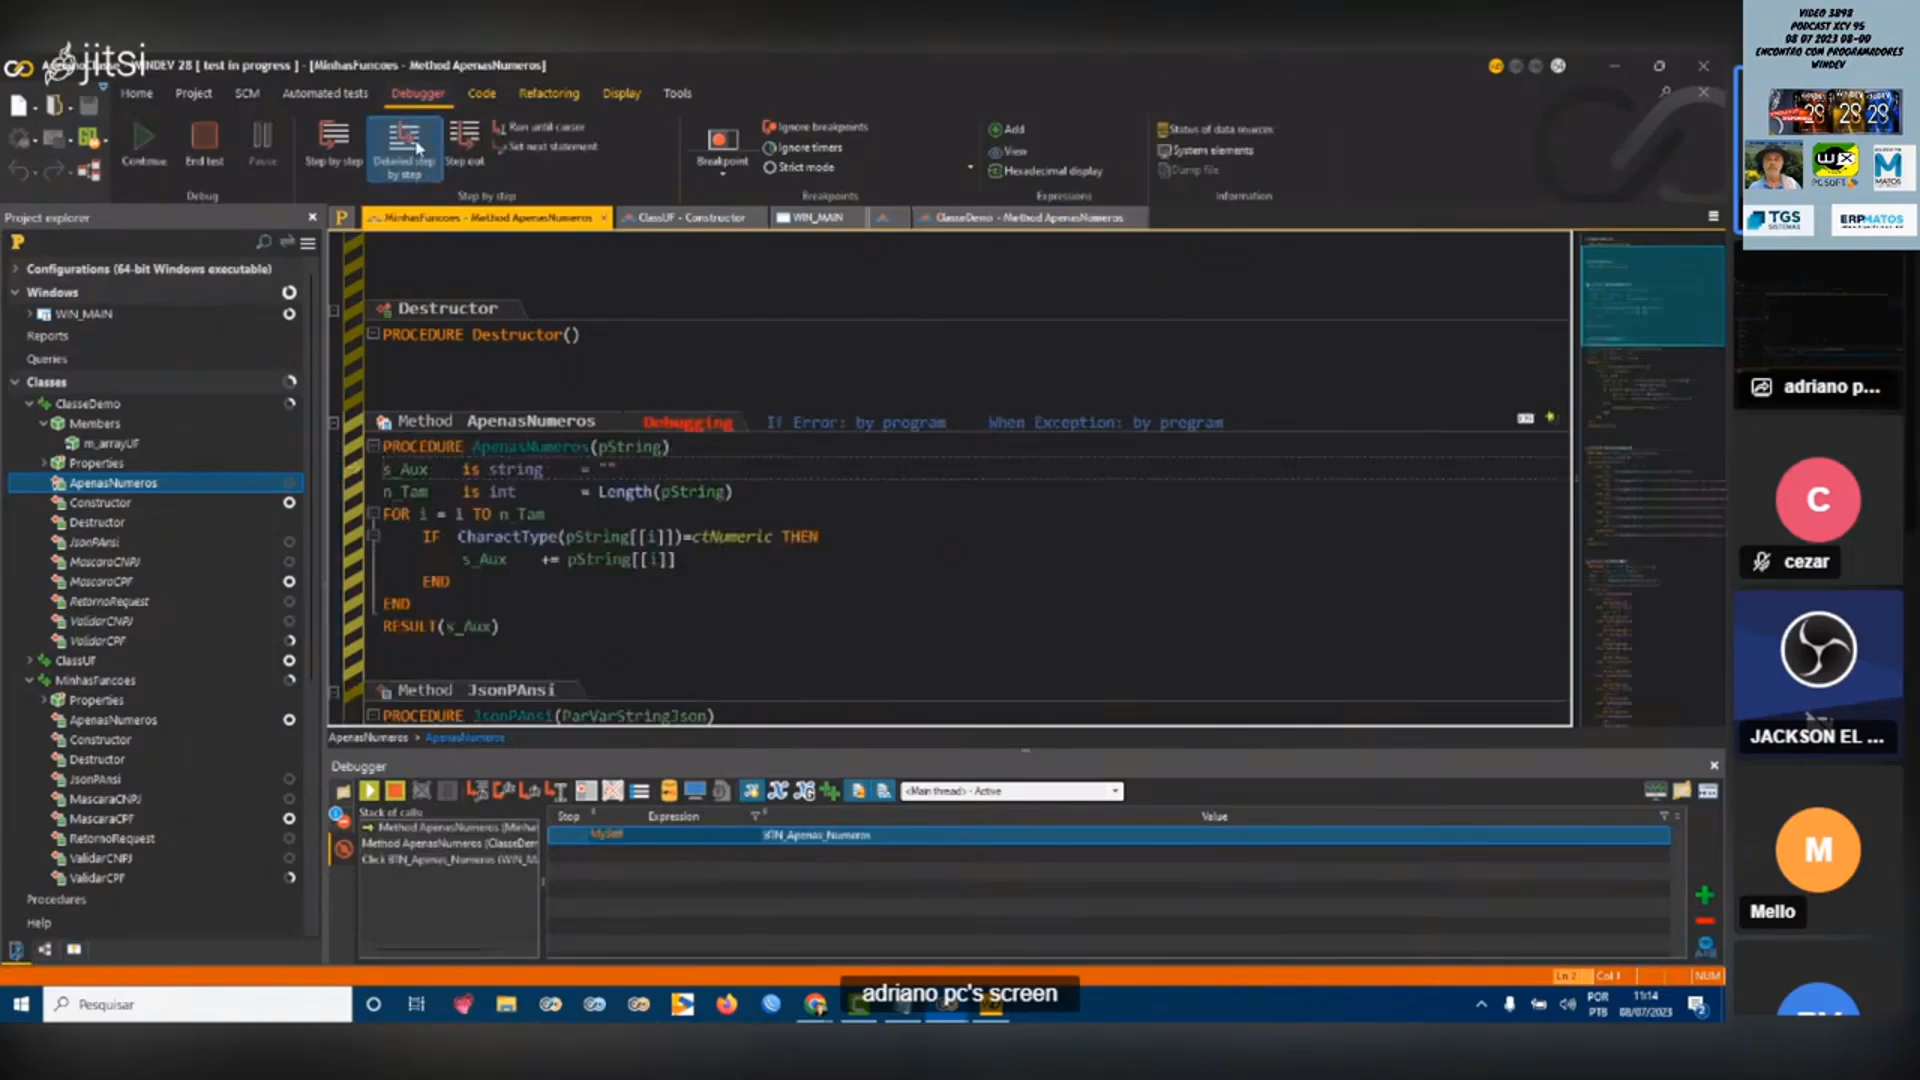 jitsi
WINDEV 28 [ test in progress ] - [MinhasFuncoes - Method ApenasNumeros]
Home Project SCM Automated tests Debugger Code Refactoring Display Tools
Continue End test Pause
Debug
Step by step Detailed step by step Step out
Run until cursor
Set next statement
Step by step
Breakpoint
Ignore breakpoints
Ignore timers
Strict mode
Breakpoints
Add
View
Hexadecimal display
Expressions
Status of data sources
System elements
Dump file
Information
Project explorer
MinhasFuncoes - Method ApenasNumeros ClassUF - Constructor WIN_MAIN ClasseDemo - Method ApenasNumeros
Configurations (64-bit Windows executable)
Windows
WIN_MAIN
Reports
Queries
Classes
ClasseDemo
Members
m_arrayUF
Properties
ApenasNumeros
Constructor
Destructor
JsonPAnsi
MascaraCNPJ
MascaraCPF
RetornoRequest
ValidarCNPJ
ValidarCPF
ClassUF
MinhasFuncoes
Properties
ApenasNumeros
Constructor
Destructor
JsonPAnsi
MascaraCNPJ
MascaraCPF
RetornoRequest
ValidarCNPJ
ValidarCPF
Procedures
Help
Destructor
PROCEDURE Destructor()
Method ApenasNumeros Debugging If Error: by program When Exception: by program
PROCEDURE ApenasNumeros(pString)
s_Aux is string = ""
n_Tam is int = Length(pString)
FOR i = 1 TO n_Tam
IF CharactType(pString[[i]])=ctNumeric THEN
s_Aux += pString[[i]]
END
END
RESULT(s_Aux)
Method JsonPAnsi
PROCEDURE JsonPAnsi(ParVarStringJson)
ApenasNumeros > ApenasNumeros
Debugger
<Main thread> - Active
Stack of calls
Method ApenasNumeros (Minha
Method ApenasNumeros (ClasseDem
Click BTN_Apenas_Numeros (WIN_M
Stop Expression Value
MySelf BTN_Apenas_Numeros
Ln 2 Col 1 NUM
adriano pc's screen
Pesquisar
POR
PTB
11:14
08/07/2023
VIDEO 3898
PODCAST XCV 95
08 07 2023 08-00
ENCONTRO COM PROGRAMADORES
WINDEV
28 28 28
WX
PCSOFT
MATOS
TGS
SISTEMAS
ERPMATOS
adriano p...
C
cezar
JACKSON EL ...
M
Mello